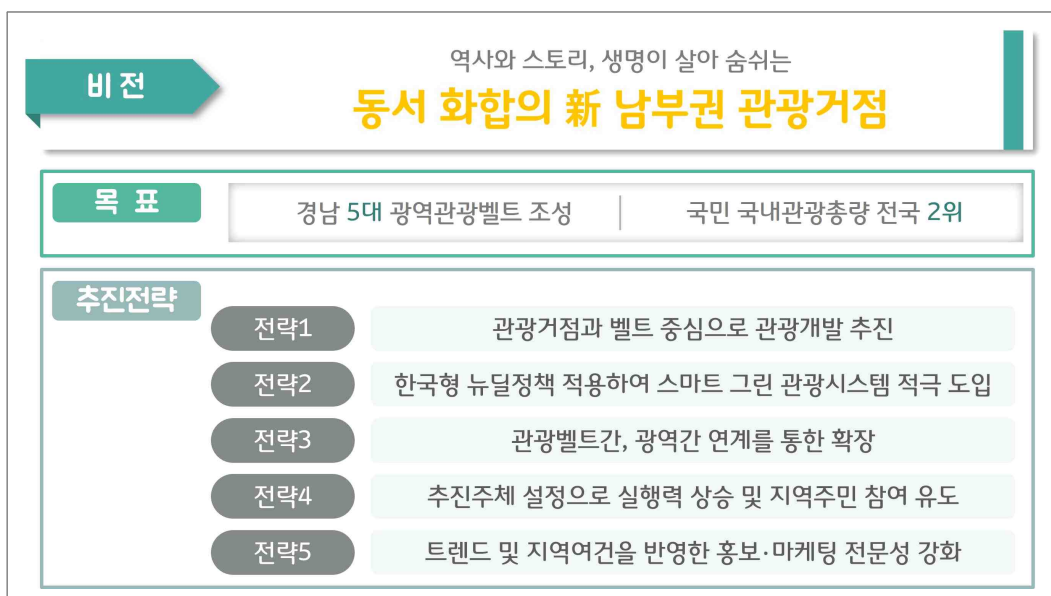 비 전
역사와 스토리, 생명이 살아 숨쉬는
동서 화합의 新 남부권 관광거점
목 표
경남 5대 광역관광벨트 조성
국민 국내관광총량 전국 2위
추진전략
전략1
관광거점과 벨트 중심으로 관광개발 추진
전략2
한국형 뉴딜정책 적용하여 스마트 그린 관광시스템 적극 도입
전략3
관광벨트간, 광역간 연계를 통한 확장
전략4
추진주체 설정으로 실행력 상승 및 지역주민 참여 유도
전략5
트렌드 및 지역여건을 반영한 홍보·마케팅 전문성 강화